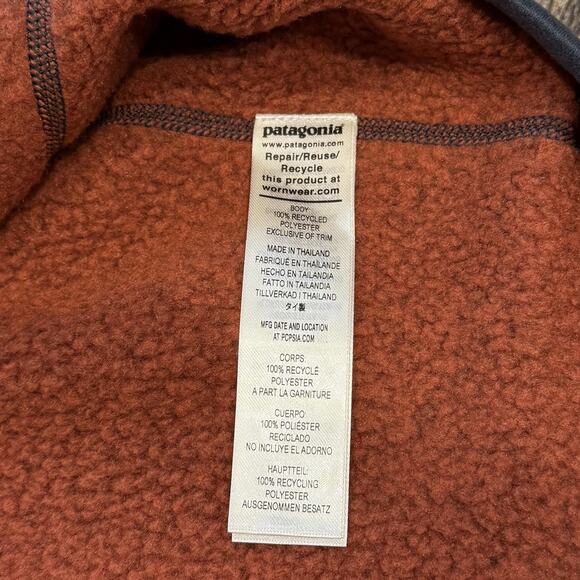 patagonia®
www.patagonia.com
Repair/Reuse/
Recycle
this product at
wornwear.com
BODY:
100% RECYCLED
POLYESTER
EXCLUSIVE OF TRIM
MADE IN THAILAND
FABRIQUÉ EN THAÏLANDE
HECHO EN TAILANDIA
FATTO IN TAILANDIA
TILLVERKAD I THAILAND
タイ製
MFG DATE AND LOCATION
AT PCPSIA.COM
CORPS:
100% RECYCLÉ
POLYESTER
A PART LA GARNITURE
CUERPO:
100% POLIÉSTER
RECICLADO
NO INCLUYE EL ADORNO
HAUPTTEIL:
100% RECYCLING
POLYESTER
AUSGENOMMEN BESATZ